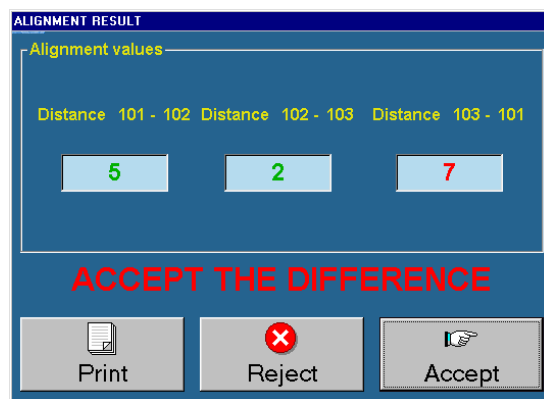 ALIGNMENT RESULT
Alignment values
Distance 101 - 102 Distance 102 - 103 Distance 103 - 101
5 2 7
ACCEPT THE DIFFERENCE
Print Reject Accept